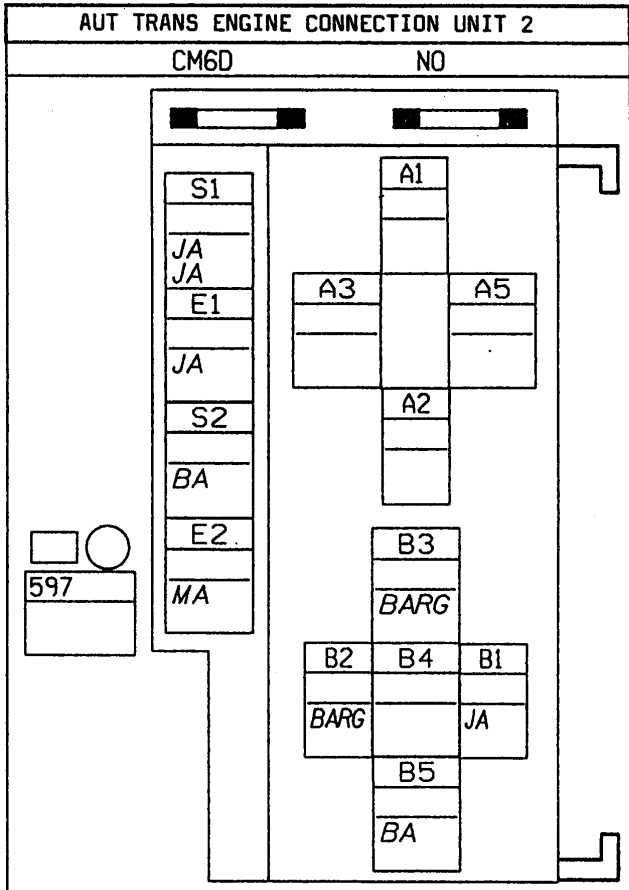 AUT TRANS ENGINE CONNECTION UNIT 2
CM6D NO
S1
JA
JA
E1
JA
S2
BA
E2
MA
597
A1
A3
A5
A2
B3
BARG
B2
B4
B1
BARG
JA
B5
BA